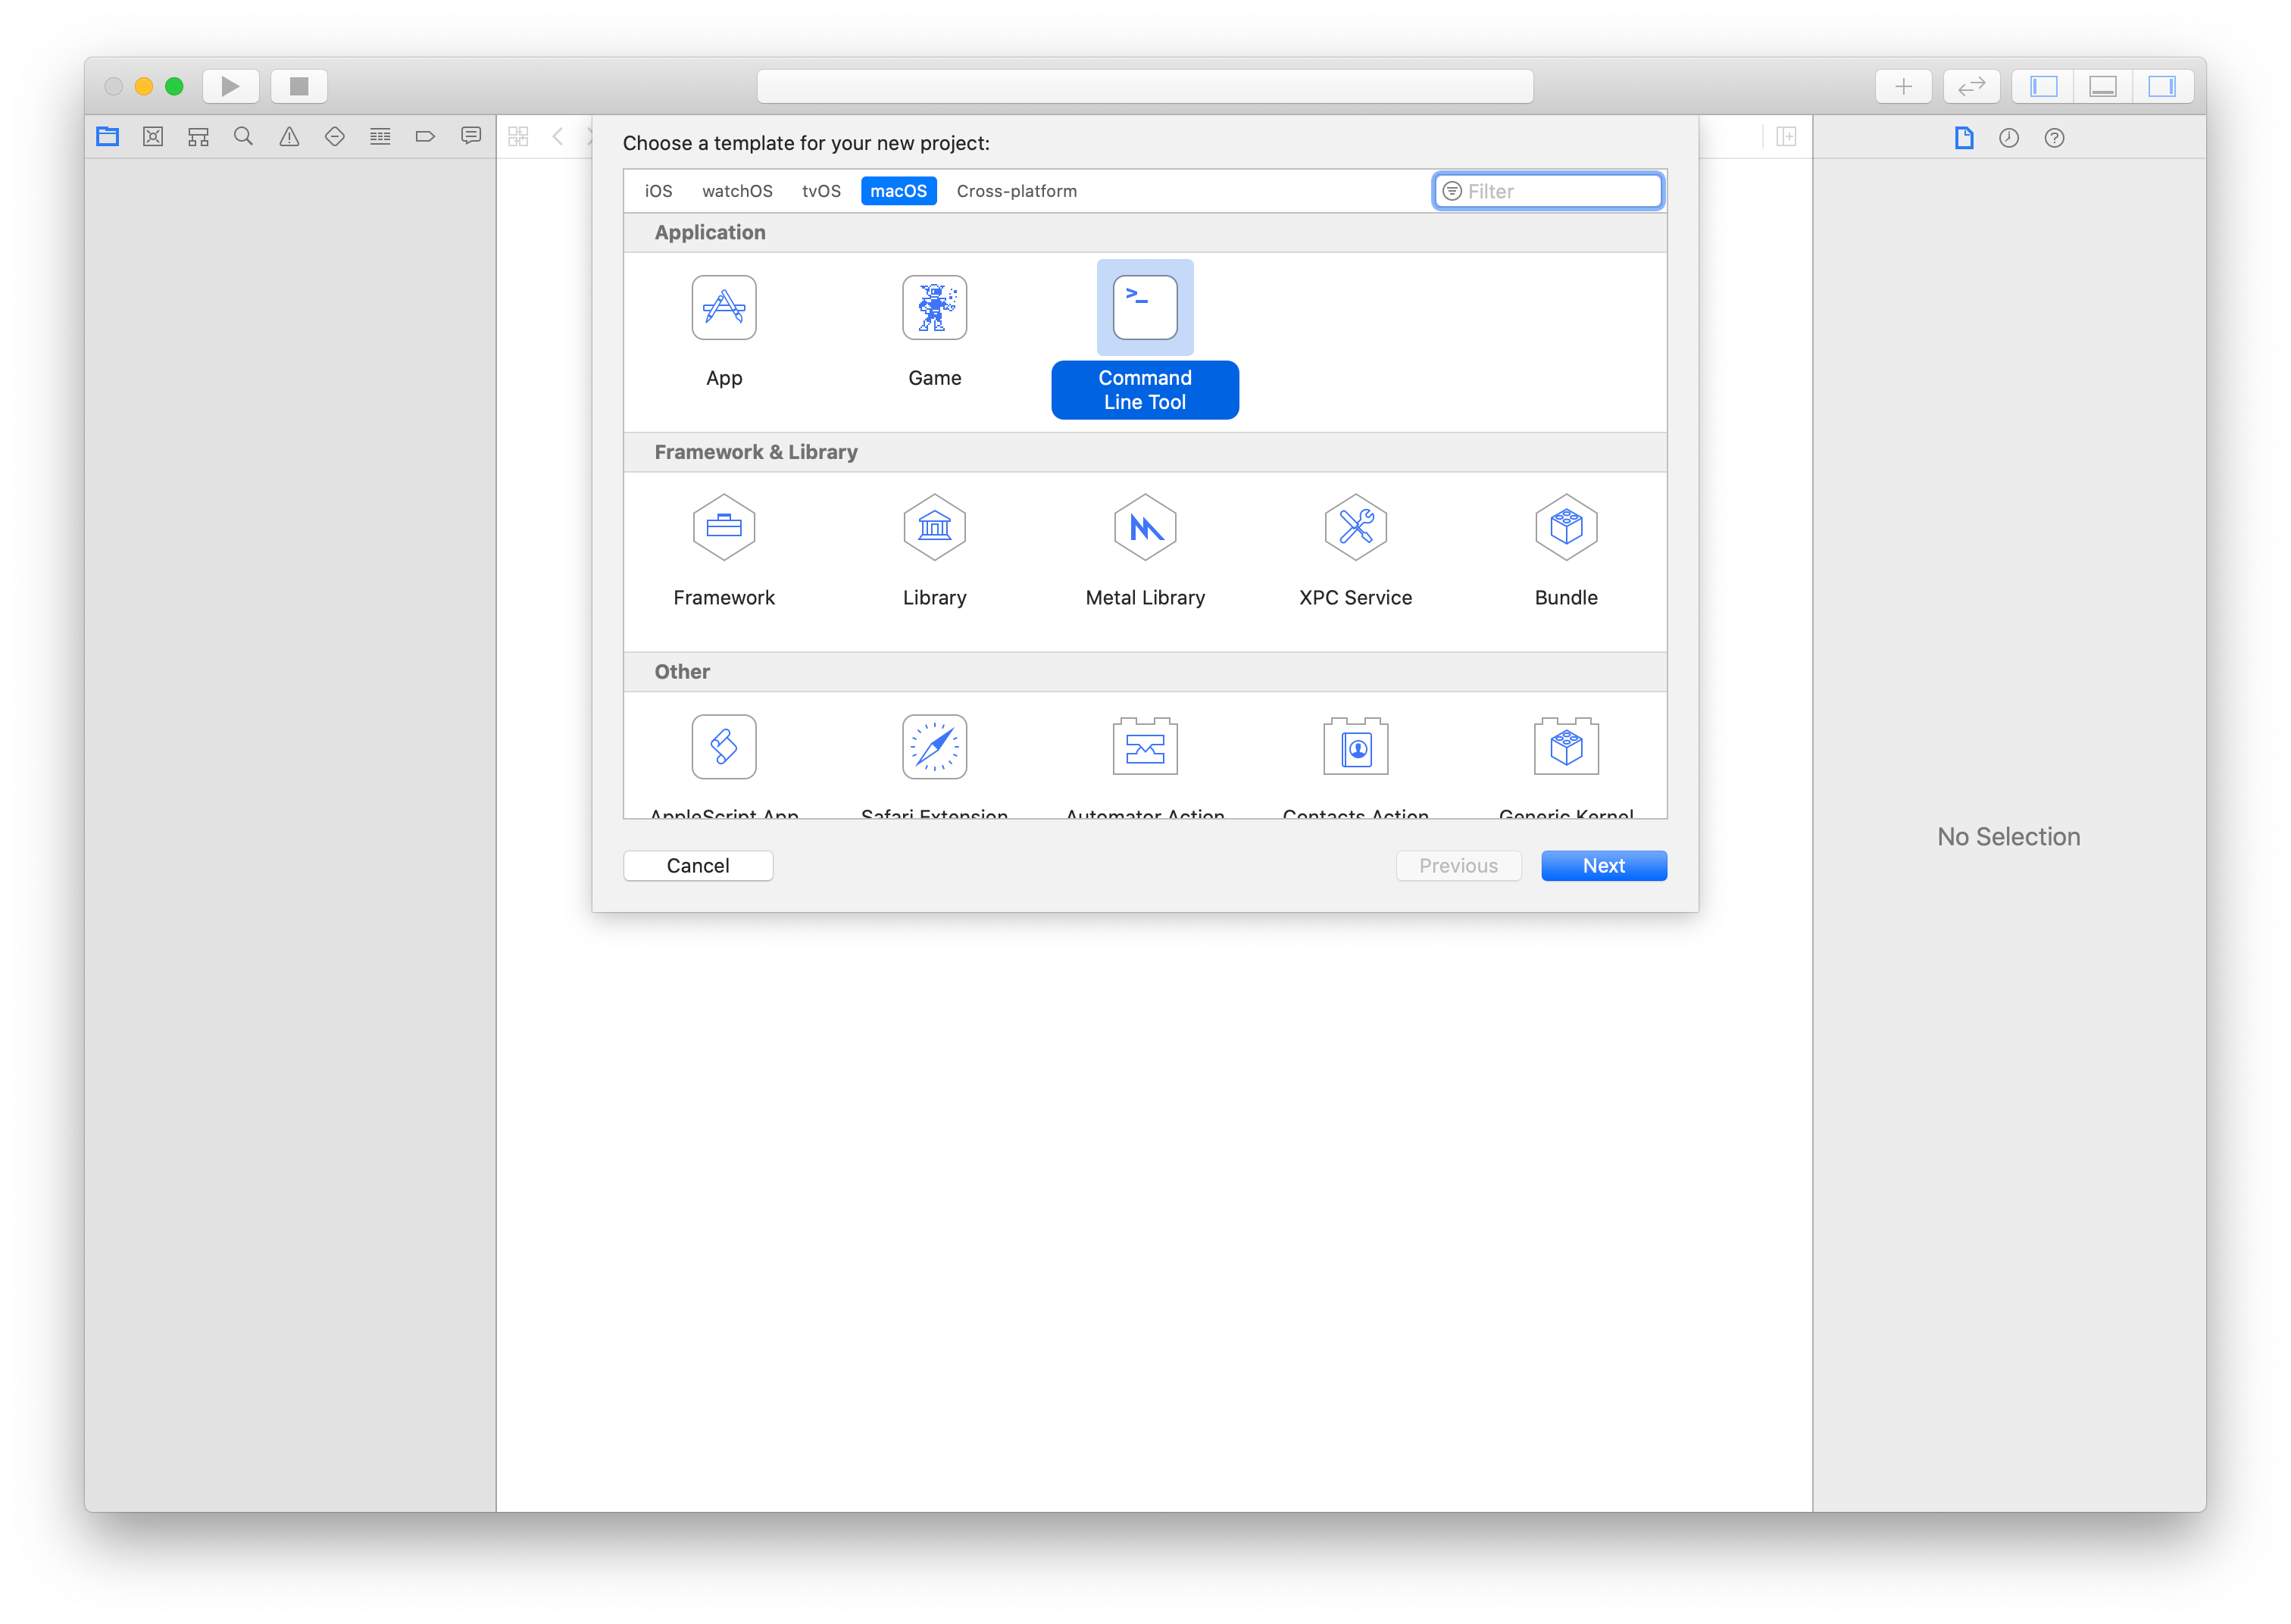 Choose a template for your new project:
iOS watchOS tvOS macOS Cross-platform Filter
Application
>_
App Game Command
Line Tool
Framework & Library
Framework Library Metal Library XPC Service Bundle
Other
AppleScript App Safari Extension Automator Action Contacts Action Generic Kernel
No Selection
Cancel Previous Next